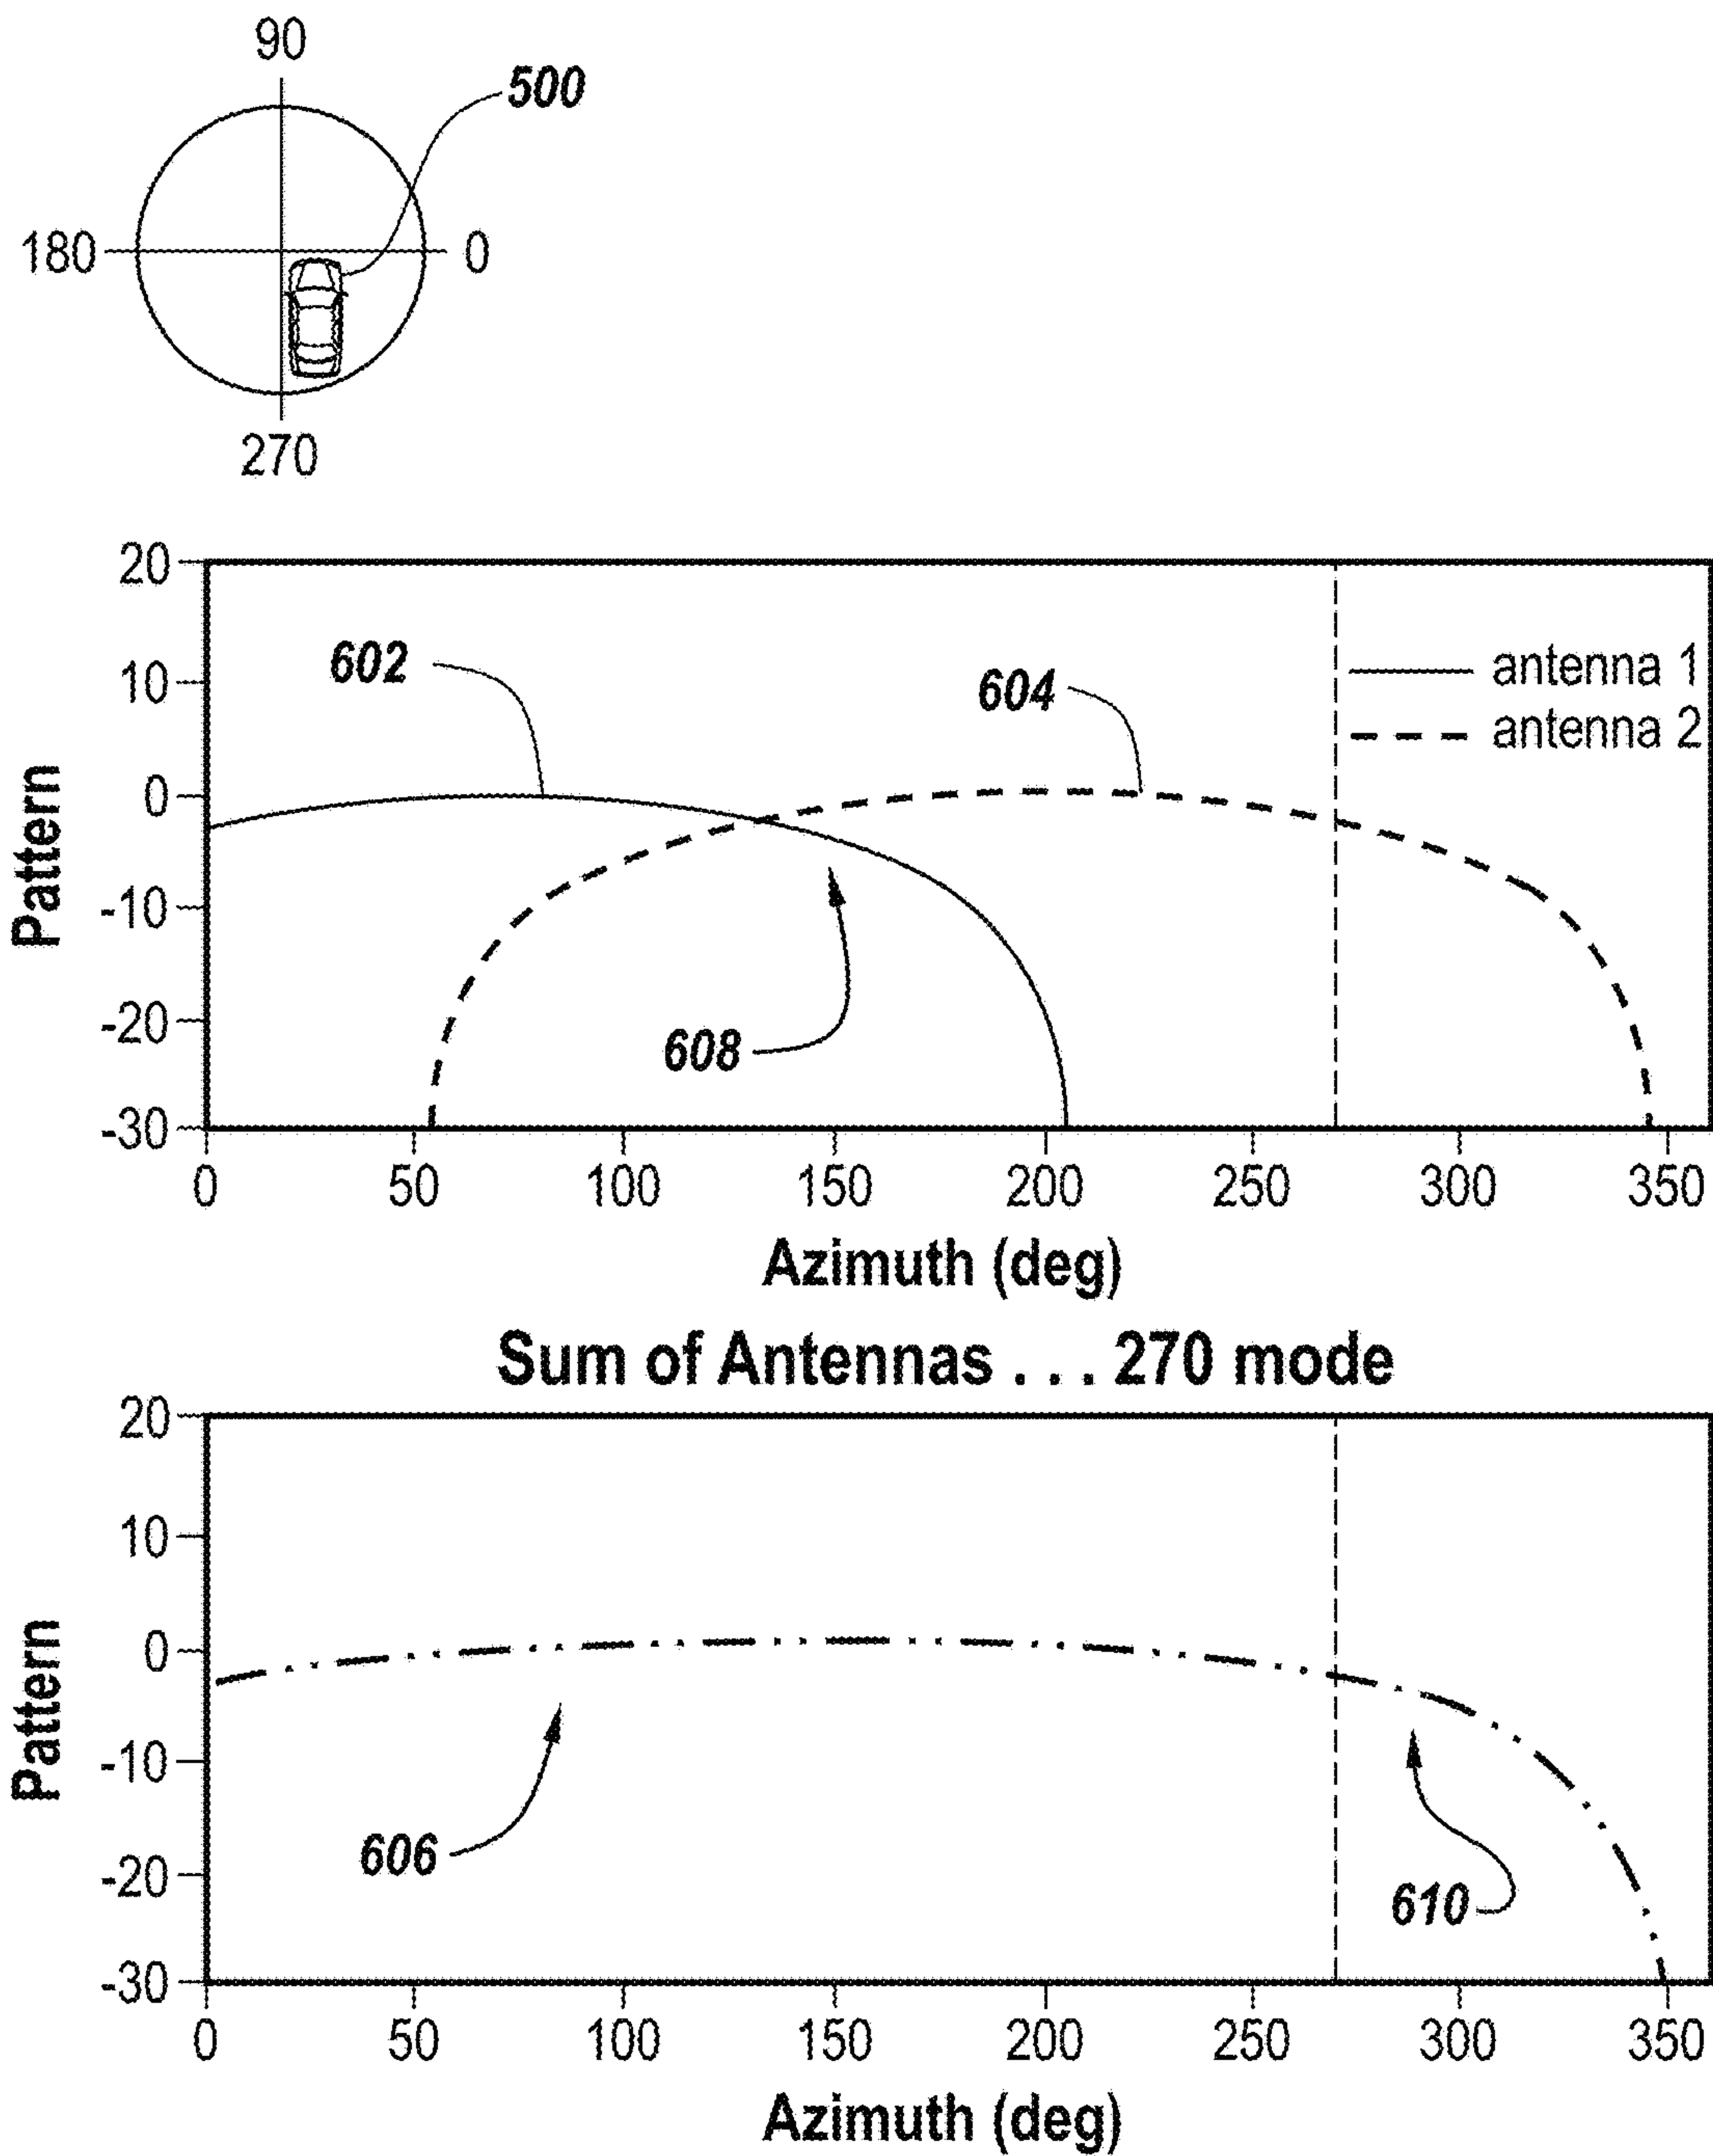 90
500
180
0
270
20
10
0
-10
-20
-30
Pattern
602
604
608
antenna 1
antenna 2
0 50 100 150 200 250 300 350
Azimuth (deg)
Sum of Antennas . . . 270 mode
20
10
0
-10
-20
-30
Pattern
606
610
0 50 100 150 200 250 300 350
Azimuth (deg)